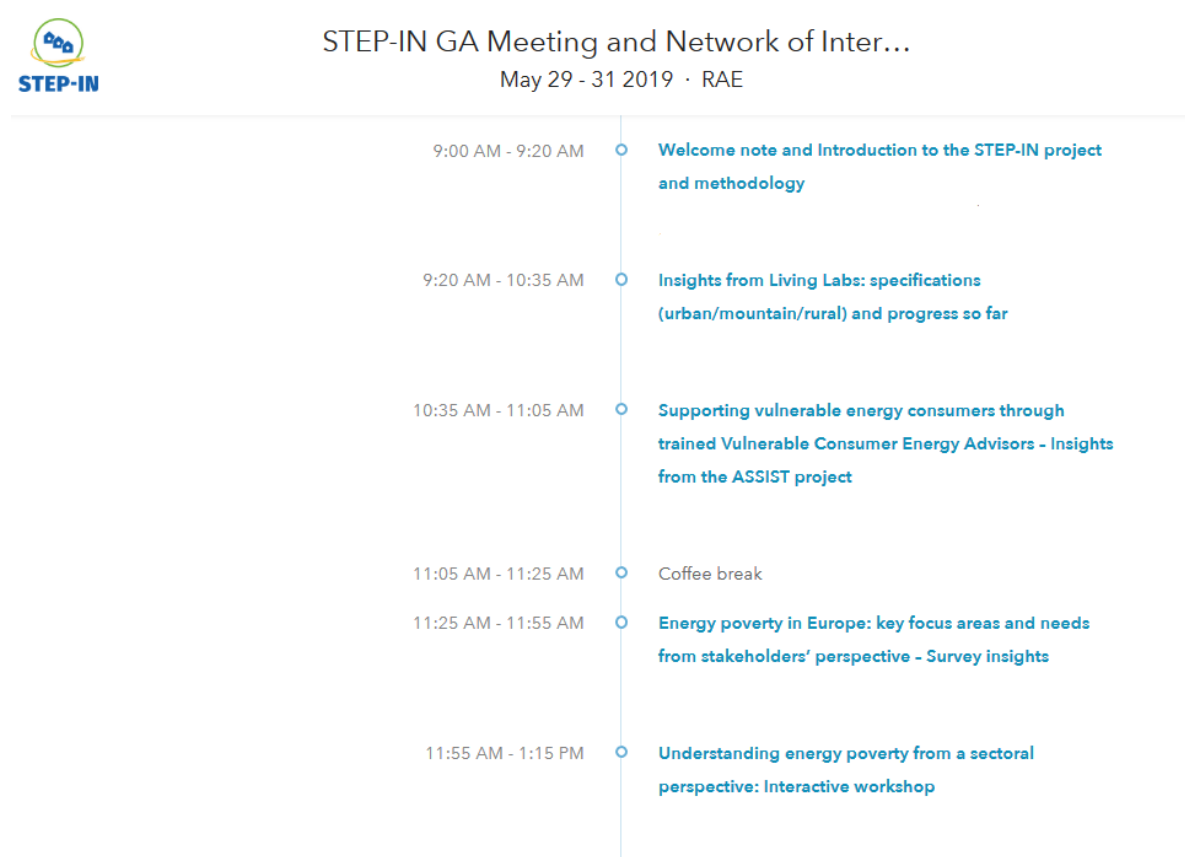 STEP-IN
STEP-IN GA Meeting and Network of Inter...
May 29 - 31 2019 · RAE
9:00 AM - 9:20 AM
Welcome note and Introduction to the STEP-IN project
and methodology
9:20 AM - 10:35 AM
Insights from Living Labs: specifications
(urban/mountain/rural) and progress so far
10:35 AM - 11:05 AM
Supporting vulnerable energy consumers through
trained Vulnerable Consumer Energy Advisors – Insights
from the ASSIST project
11:05 AM - 11:25 AM
Coffee break
11:25 AM - 11:55 AM
Energy poverty in Europe: key focus areas and needs
from stakeholders’ perspective – Survey insights
11:55 AM - 1:15 PM
Understanding energy poverty from a sectoral
perspective: Interactive workshop